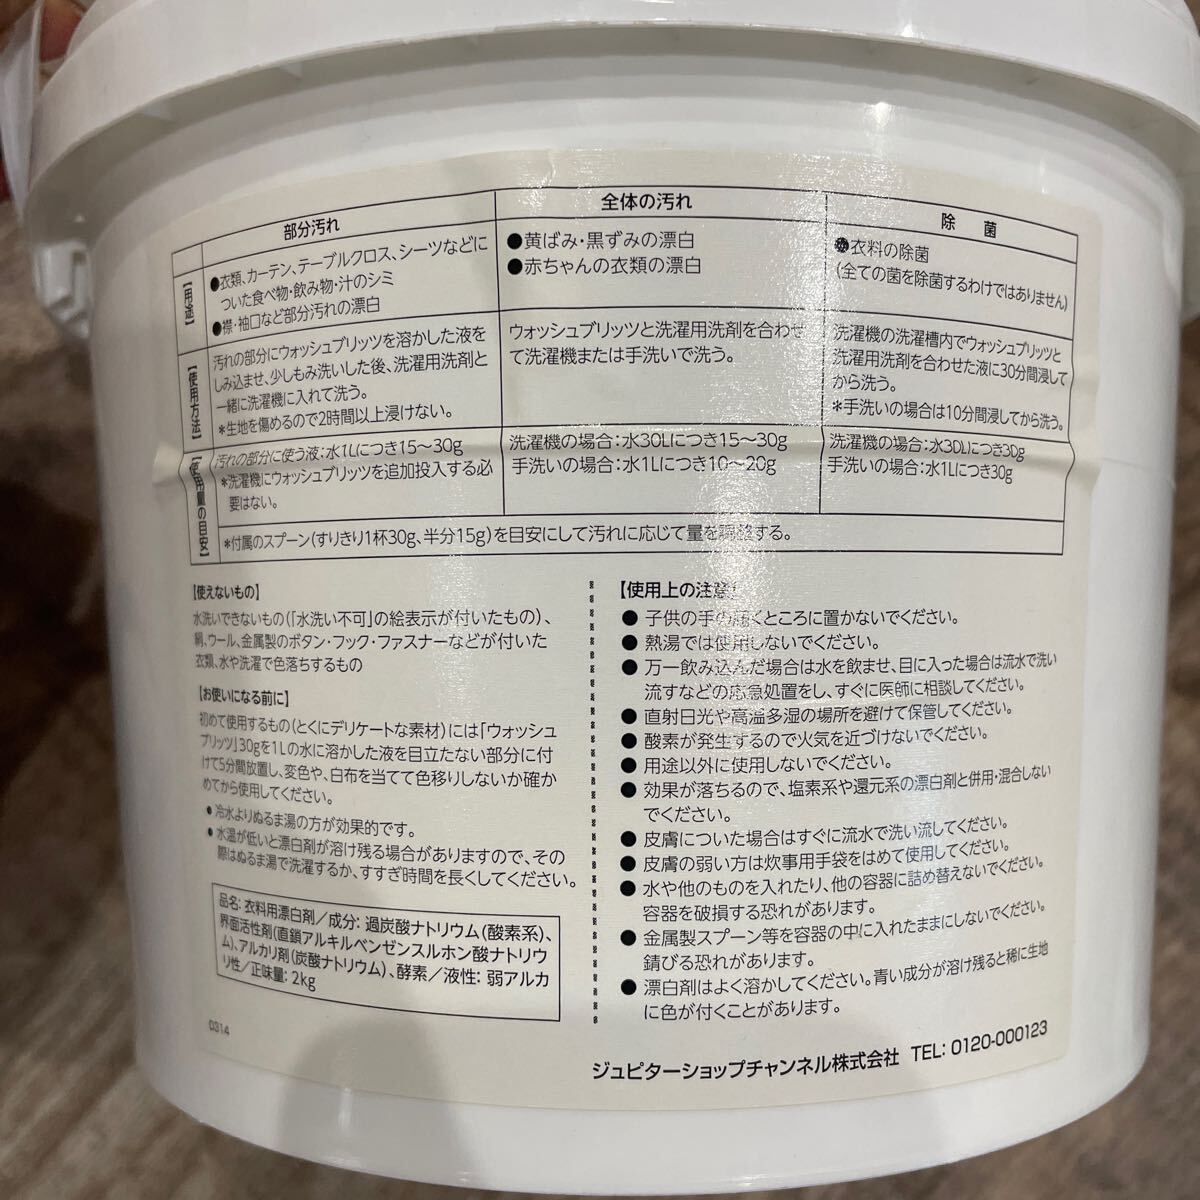 部分汚れ
全体の汚れ
除菌
【用途】
●衣類、カーテン、テーブルクロス、シーツなどに
ついた食べ物・飲み物・汁のシミ
●襟・袖口など部分汚れの漂白
●黄ばみ・黒ずみの漂白
●赤ちゃんの衣類の漂白
●衣料の除菌
(全ての菌を除菌するわけではありません)
【使用方法】
汚れの部分にウォッシュブリッツを溶かした液を
しみ込ませ、少しもみ洗いした後、洗濯用洗剤と
一緒に洗濯機に入れて洗う。
*生地を傷めるので2時間以上浸けない。
ウォッシュブリッツと洗濯用洗剤を合わせ
て洗濯機または手洗いで洗う。
洗濯機の洗濯槽内でウォッシュブリッツと
洗濯用洗剤を合わせた液に30分間浸して
から洗う。
*手洗いの場合は10分間浸してから洗う。
【使用量の目安】
汚れの部分に使う液:水1Lにつき15〜30g
*洗濯機にウォッシュブリッツを追加投入する必
要はない。
洗濯機の場合:水30Lにつき15〜30g
手洗いの場合:水1Lにつき10〜20g
洗濯機の場合:水30Lにつき30g
手洗いの場合:水1Lにつき30g
*付属のスプーン(すりきり1杯30g、半分15g)を目安にして汚れに応じて量を調整する。
【使えないもの】
水洗いできないもの(「水洗い不可」の絵表示が付いたもの)、
絹、ウール、金属製のボタン・フック・ファスナーなどが付いた
衣類、水や洗濯で色落ちするもの
【お使いになる前に】
初めて使用するもの(とくにデリケートな素材)には「ウォッシュ
ブリッツ」30gを1Lの水に溶かした液を目立たない部分に付
けて5分間放置し、変色や、白布を当てて色移りしないか確か
めてから使用してください。
●冷水よりぬるま湯の方が効果的です。
●水温が低いと漂白剤が溶け残る場合がありますので、その
際はぬるま湯で洗濯するか、すすぎ時間を長くしてください。
品名: 衣料用漂白剤/成分: 過炭酸ナトリウム(酸素系)、
界面活性剤(直鎖アルキルベンゼンスルホン酸ナトリウ
ム)、アルカリ剤(炭酸ナトリウム)、酵素/液性: 弱アルカ
リ性/正味量: 2kg
0314
【使用上の注意】
● 子供の手の届くところに置かないでください。
● 熱湯では使用しないでください。
● 万一飲み込んだ場合は水を飲ませ、目に入った場合は流水で洗い
流すなどの応急処置をし、すぐに医師に相談してください。
● 直射日光や高温多湿の場所を避けて保管してください。
● 酸素が発生するので火気を近づけないでください。
● 用途以外に使用しないでください。
● 効果が落ちるので、塩素系や還元系の漂白剤と併用・混合しない
でください。
● 皮膚についた場合はすぐに流水で洗い流してください。
● 皮膚の弱い方は炊事用手袋をはめて使用してください。
● 水や他のものを入れたり、他の容器に詰め替えないでください。
容器を破損する恐れがあります。
● 金属製スプーン等を容器の中に入れたままにしないでください。
錆びる恐れがあります。
● 漂白剤はよく溶かしてください。青い成分が溶け残ると稀に生地
に色が付くことがあります。
ジュピターショップチャンネル株式会社 TEL: 0120-000123